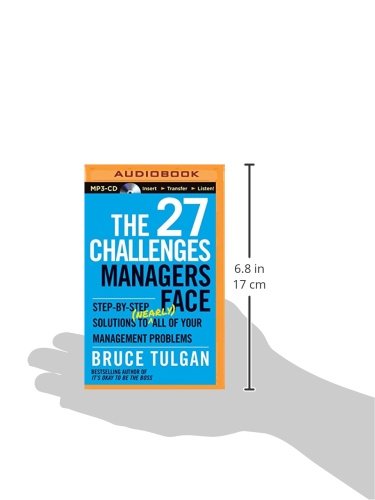 AUDIOBOOK
MP3-CD Insert ► Transfer ► Listen!
THE 27
CHALLENGES
MANAGERS
FACE
STEP-BY-STEP
(NEARLY)
SOLUTIONS TO ALL OF YOUR
MANAGEMENT PROBLEMS
BRUCE TULGAN
BESTSELLING AUTHOR OF
IT'S OKAY TO BE THE BOSS
6.8 in
17 cm